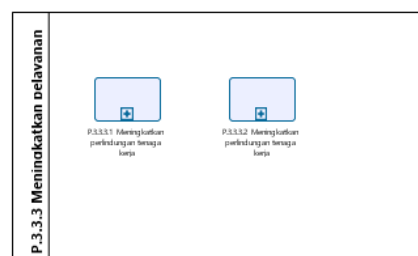 P.3.3.3 Meningkatkan pelayanan
P.3.3.3.1 Meningkatkan
perlindungan tenaga
kerja
P.3.3.3.2 Meningkatkan
perlindungan tenaga
kerja